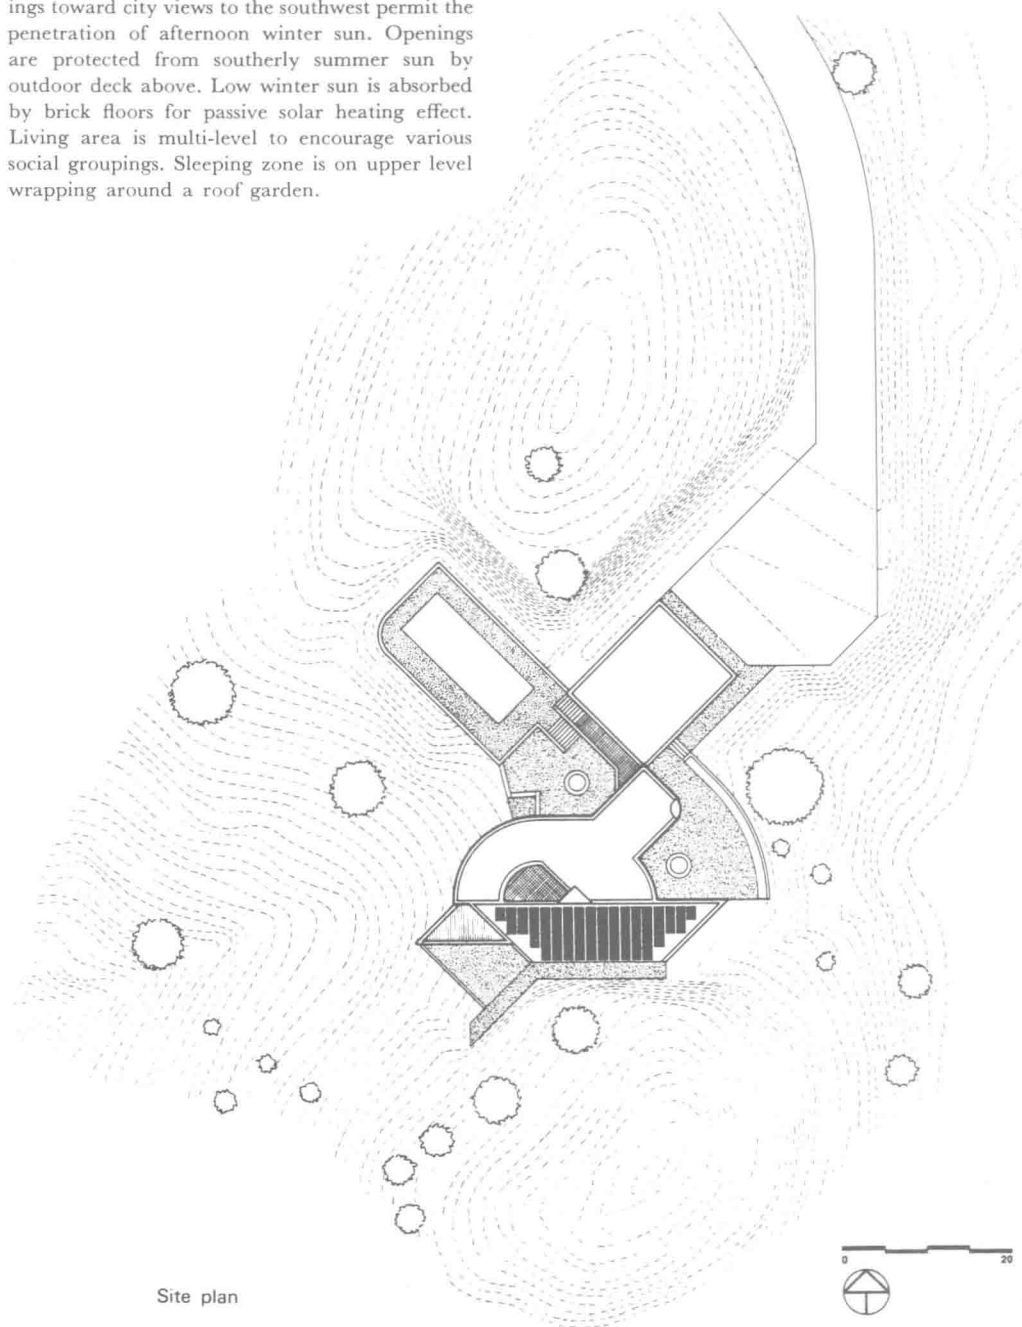 ings toward city views to the southwest permit the
penetration of afternoon winter sun. Openings
are protected from southerly summer sun by
outdoor deck above. Low winter sun is absorbed
by brick floors for passive solar heating effect.
Living area is multi-level to encourage various
social groupings. Sleeping zone is on upper level
wrapping around a roof garden.
0 20
Site plan